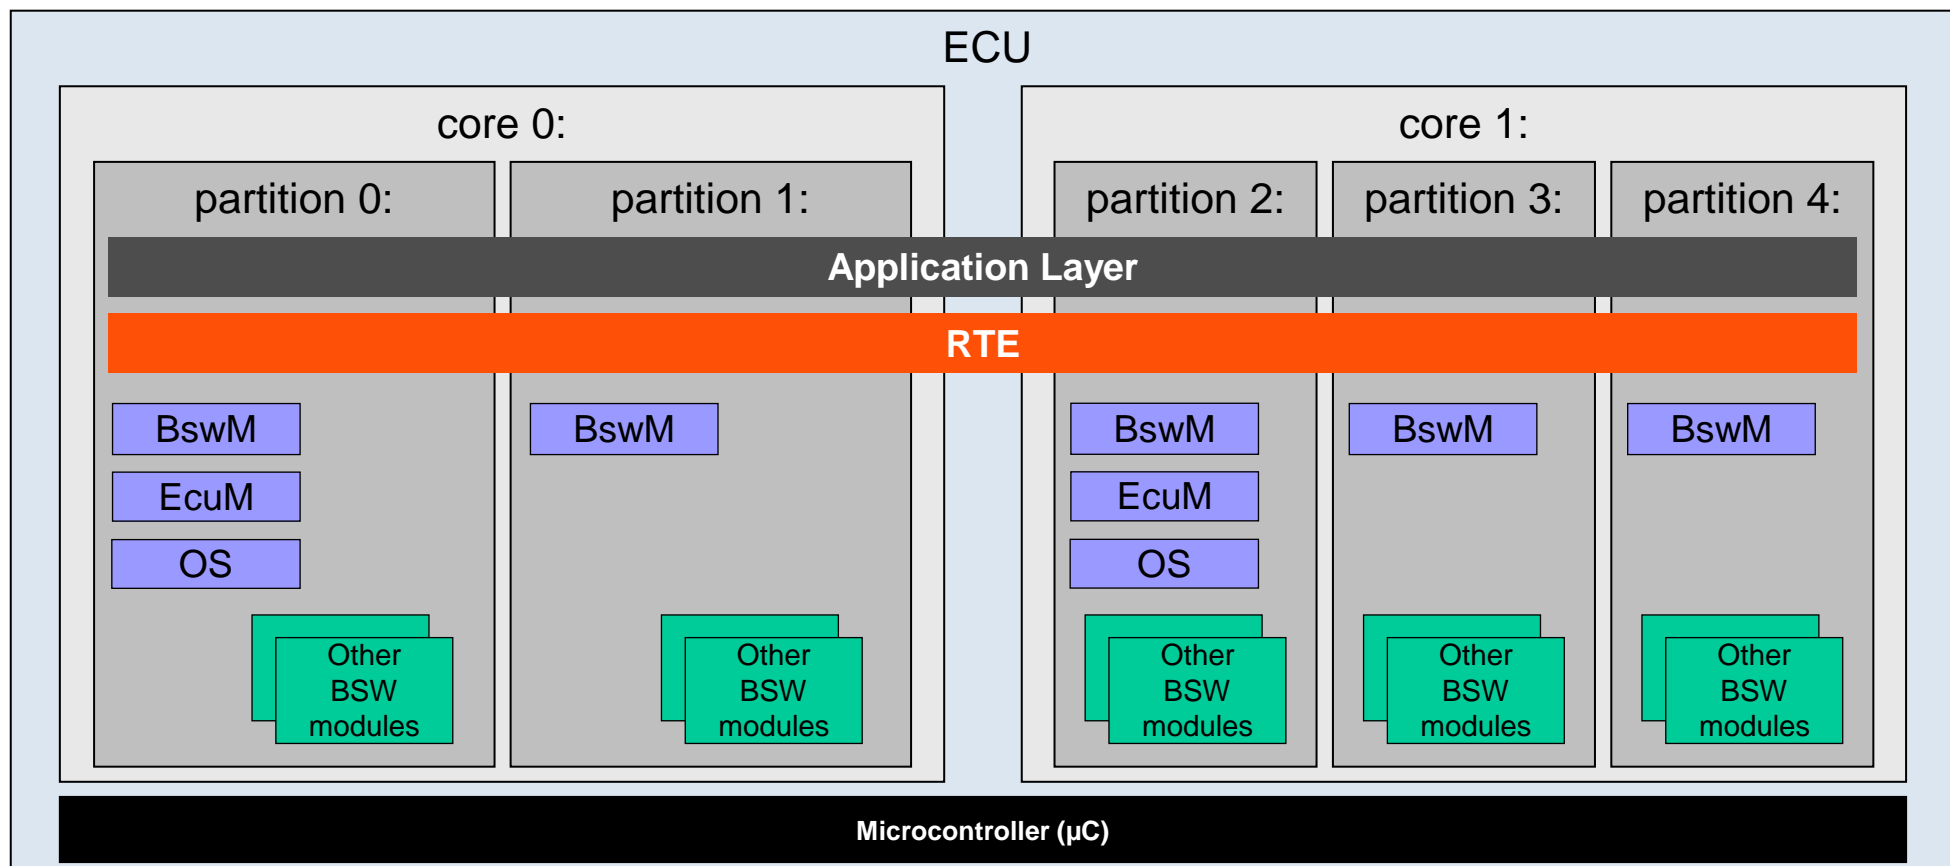 ECU
core 0:
core 1:
partition 0:
partition 1:
partition 2:
partition 3:
partition 4:
Application Layer
RTE
BswM
BswM
BswM
BswM
BswM
EcuM
EcuM
OS
OS
Other
BSW
modules
Other
BSW
modules
Other
BSW
modules
Other
BSW
modules
Other
BSW
modules
Microcontroller (µC)